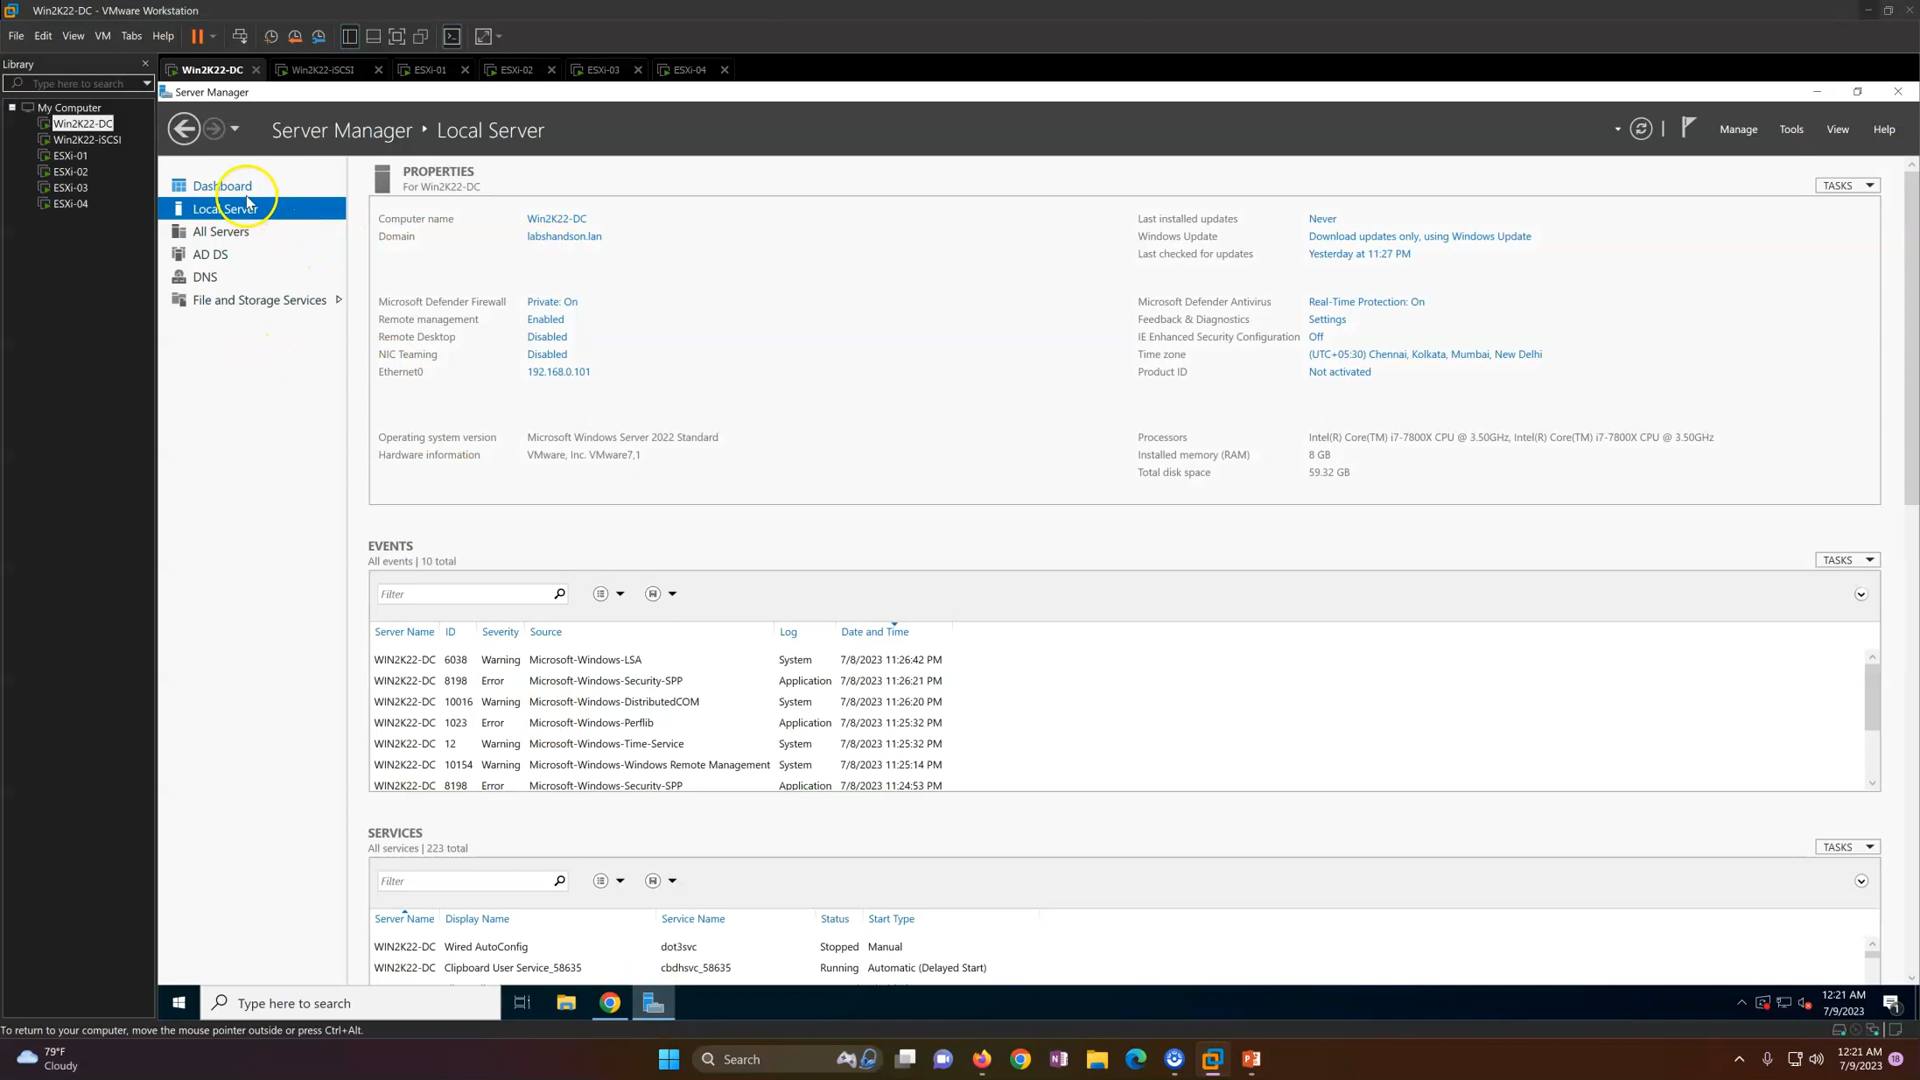 Win2K22-DC - VMware Workstation
File Edit View VM Tabs Help
Library
Type here to search
My Computer
Win2K22-DC
Win2K22-iSCSI
ESXi-01
ESXi-02
ESXi-03
ESXi-04
Win2K22-DC Win2K22-iSCSI ESXi-01 ESXi-02 ESXi-03 ESXi-04
Server Manager
Server Manager Local Server
Manage Tools View Help
Dashboard
Local Server
All Servers
AD DS
DNS
File and Storage Services
PROPERTIES
For Win2K22-DC
TASKS
Computer name Win2K22-DC
Domain labshandson.lan
Last installed updates Never
Windows Update Download updates only, using Windows Update
Last checked for updates Yesterday at 11:27 PM
Microsoft Defender Firewall Private: On
Remote management Enabled
Remote Desktop Disabled
NIC Teaming Disabled
Ethernet0 192.168.0.101
Microsoft Defender Antivirus Real-Time Protection: On
Feedback & Diagnostics Settings
IE Enhanced Security Configuration Off
Time zone (UTC+05:30) Chennai, Kolkata, Mumbai, New Delhi
Product ID Not activated
Operating system version Microsoft Windows Server 2022 Standard
Hardware information VMware, Inc. VMware7,1
Processors Intel(R) Core(TM) i7-7800X CPU @ 3.50GHz, Intel(R) Core(TM) i7-7800X CPU @ 3.50GHz
Installed memory (RAM) 8 GB
Total disk space 59.32 GB
EVENTS
All events | 10 total
TASKS
Filter
Server Name ID Severity Source Log Date and Time
WIN2K22-DC 6038 Warning Microsoft-Windows-LSA System 7/8/2023 11:26:42 PM
WIN2K22-DC 8198 Error Microsoft-Windows-Security-SPP Application 7/8/2023 11:26:21 PM
WIN2K22-DC 10016 Warning Microsoft-Windows-DistributedCOM System 7/8/2023 11:26:20 PM
WIN2K22-DC 1023 Error Microsoft-Windows-Perflib Application 7/8/2023 11:25:32 PM
WIN2K22-DC 12 Warning Microsoft-Windows-Time-Service System 7/8/2023 11:25:32 PM
WIN2K22-DC 10154 Warning Microsoft-Windows-Windows Remote Management System 7/8/2023 11:25:14 PM
WIN2K22-DC 8198 Error Microsoft-Windows-Security-SPP Application 7/8/2023 11:24:53 PM
SERVICES
All services | 223 total
TASKS
Filter
Server Name Display Name Service Name Status Start Type
WIN2K22-DC Wired AutoConfig dot3svc Stopped Manual
WIN2K22-DC Clipboard User Service_58635 cbdhsvc_58635 Running Automatic (Delayed Start)
Type here to search
12:21 AM
7/9/2023
1
To return to your computer, move the mouse pointer outside or press Ctrl+Alt.
79°F
Cloudy
Search
12:21 AM
7/9/2023
18